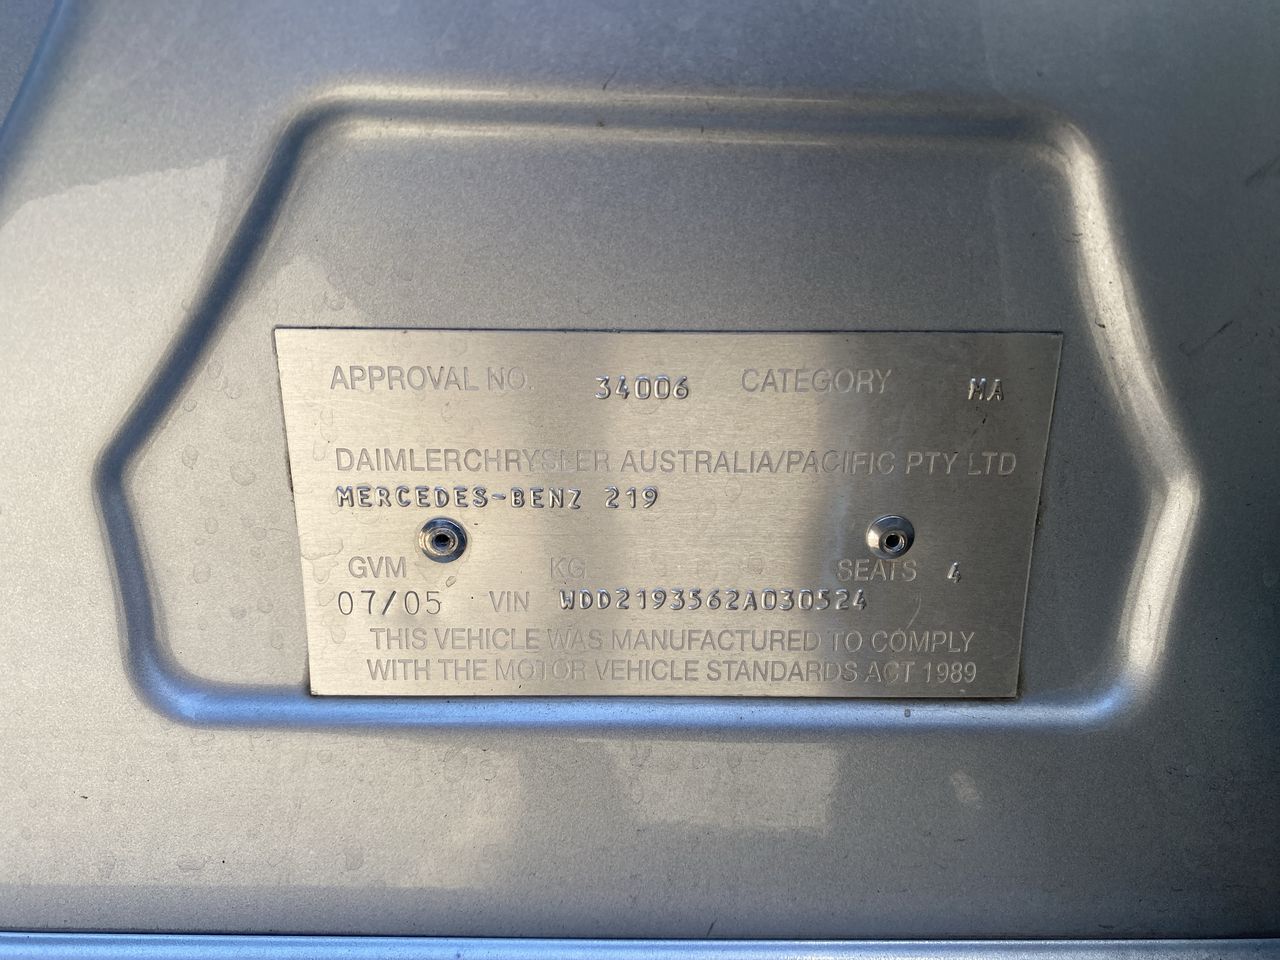 APPROVAL NO. 34006 CATEGORY MA
DAIMLERCHRYSLER AUSTRALIA/PACIFIC PTY LTD
MERCEDES-BENZ 219
GVM KG SEATS 4
07/05 VIN WDD2193562A030524
THIS VEHICLE WAS MANUFACTURED TO COMPLY
WITH THE MOTOR VEHICLE STANDARDS ACT 1989